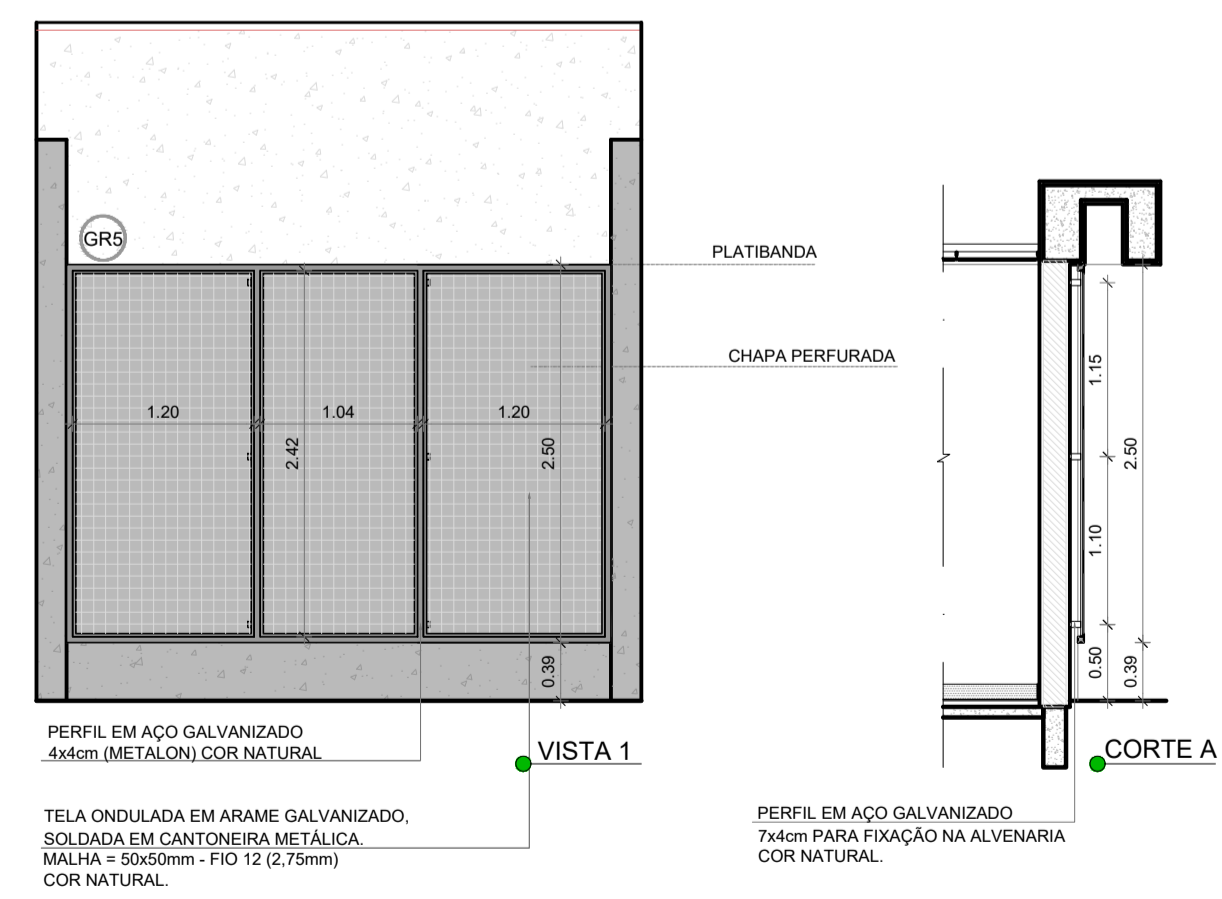 GR5
PLATIBANDA
CHAPA PERFURADA
1.20
1.04
1.20
2.42
2.50
0.39
PERFIL EM AÇO GALVANIZADO
4x4cm (METALON) COR NATURAL
VISTA 1
TELA ONDULADA EM ARAME GALVANIZADO,
SOLDADA EM CANTONEIRA METÁLICA.
MALHA = 50x50mm - FIO 12 (2,75mm)
COR NATURAL.
1.15
2.50
1.10
0.50
0.39
CORTE A
PERFIL EM AÇO GALVANIZADO
7x4cm PARA FIXAÇÃO NA ALVENARIA
COR NATURAL.